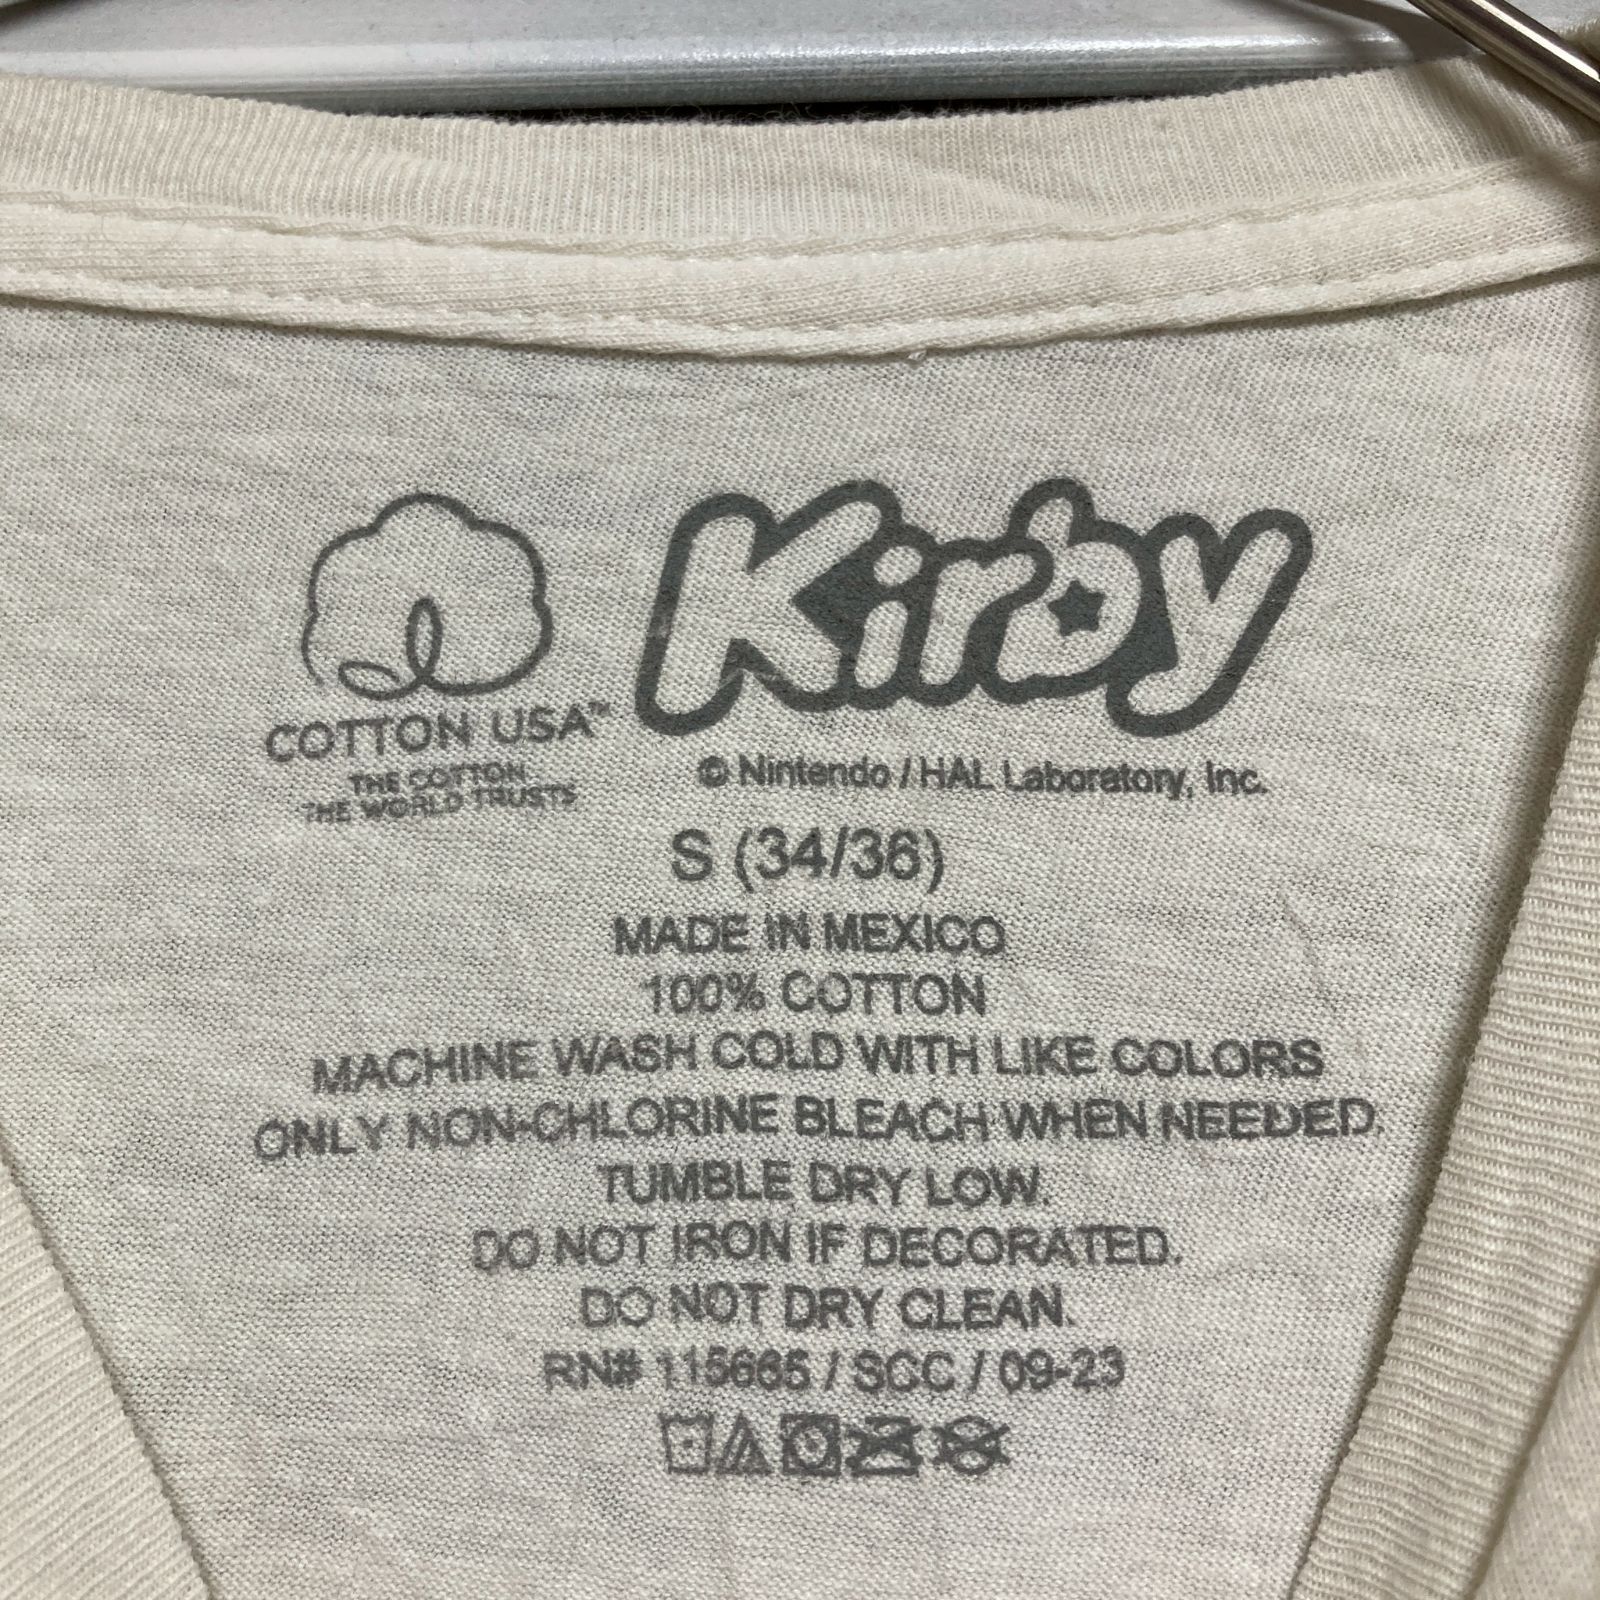 Kirby
COTTON USA™
THE COTTON
THE WORLD TRUSTS
© Nintendo / HAL Laboratory, Inc.
S (34/36)
MADE IN MEXICO
100% COTTON
MACHINE WASH COLD WITH LIKE COLORS
ONLY NON-CHLORINE BLEACH WHEN NEEDED.
TUMBLE DRY LOW.
DO NOT IRON IF DECORATED.
DO NOT DRY CLEAN.
RN# 115665 / SCC / 09-23